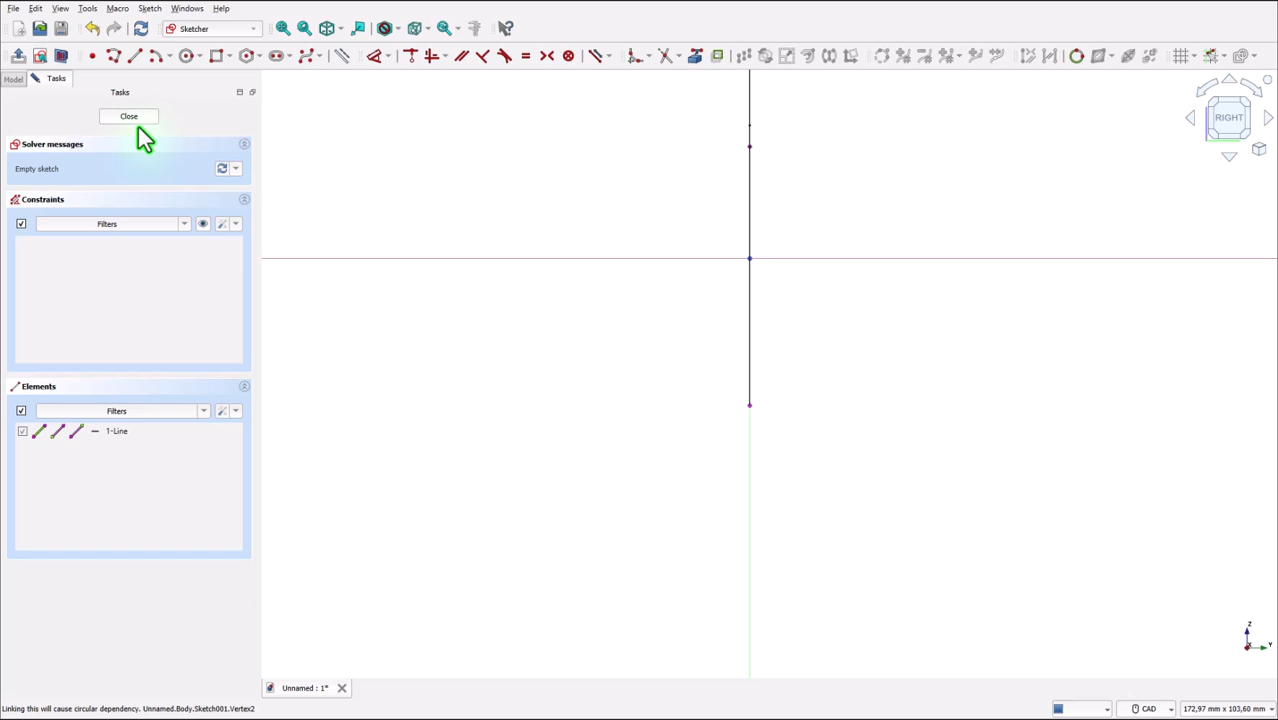 File Edit View Tools Macro Sketch Windows Help
Sketcher
Model Tasks
Tasks
Close
Solver messages
Empty sketch
Constraints
Filters
Elements
Filters
1-Line
RIGHT
Z
Y
X
Unnamed : 1*
Linking this will cause circular dependency. Unnamed.Body.Sketch001.Vertex2
CAD
172,97 mm x 103,60 mm